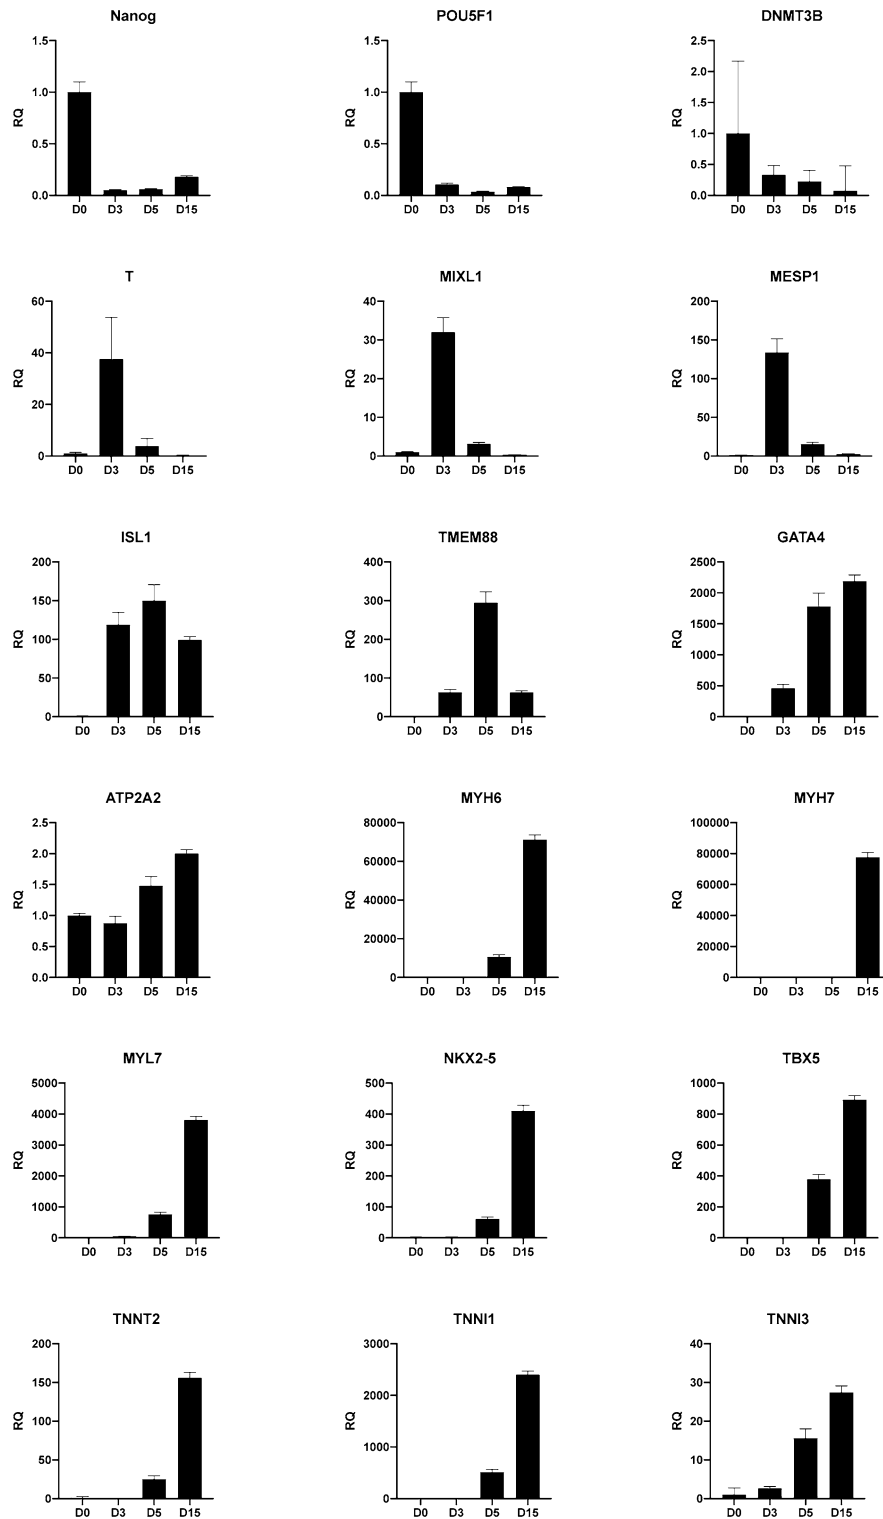 Nanog
POU5F1
DNMT3B
1.5
1.0
0.5
0.0
RQ
D0 D3 D5 D15
1.5
1.0
0.5
0.0
RQ
D0 D3 D5 D15
2.5
2.0
1.5
1.0
0.5
0.0
RQ
D0 D3 D5 D15
T
MIXL1
MESP1
60
40
20
0
RQ
D0 D3 D5 D15
40
30
20
10
0
RQ
D0 D3 D5 D15
200
150
100
50
0
RQ
D0 D3 D5 D15
ISL1
TMEM88
GATA4
200
150
100
50
0
RQ
D0 D3 D5 D15
400
300
200
100
0
RQ
D0 D3 D5 D15
2500
2000
1500
1000
500
0
RQ
D0 D3 D5 D15
ATP2A2
MYH6
MYH7
2.5
2.0
1.5
1.0
0.5
0.0
RQ
D0 D3 D5 D15
80000
60000
40000
20000
0
RQ
D0 D3 D5 D15
100000
80000
60000
40000
20000
0
RQ
D0 D3 D5 D15
MYL7
NKX2-5
TBX5
5000
4000
3000
2000
1000
0
RQ
D0 D3 D5 D15
500
400
300
200
100
0
RQ
D0 D3 D5 D15
1000
800
600
400
200
0
RQ
D0 D3 D5 D15
TNNT2
TNNI1
TNNI3
200
150
100
50
0
RQ
D0 D3 D5 D15
3000
2000
1000
0
RQ
D0 D3 D5 D15
40
30
20
10
0
RQ
D0 D3 D5 D15